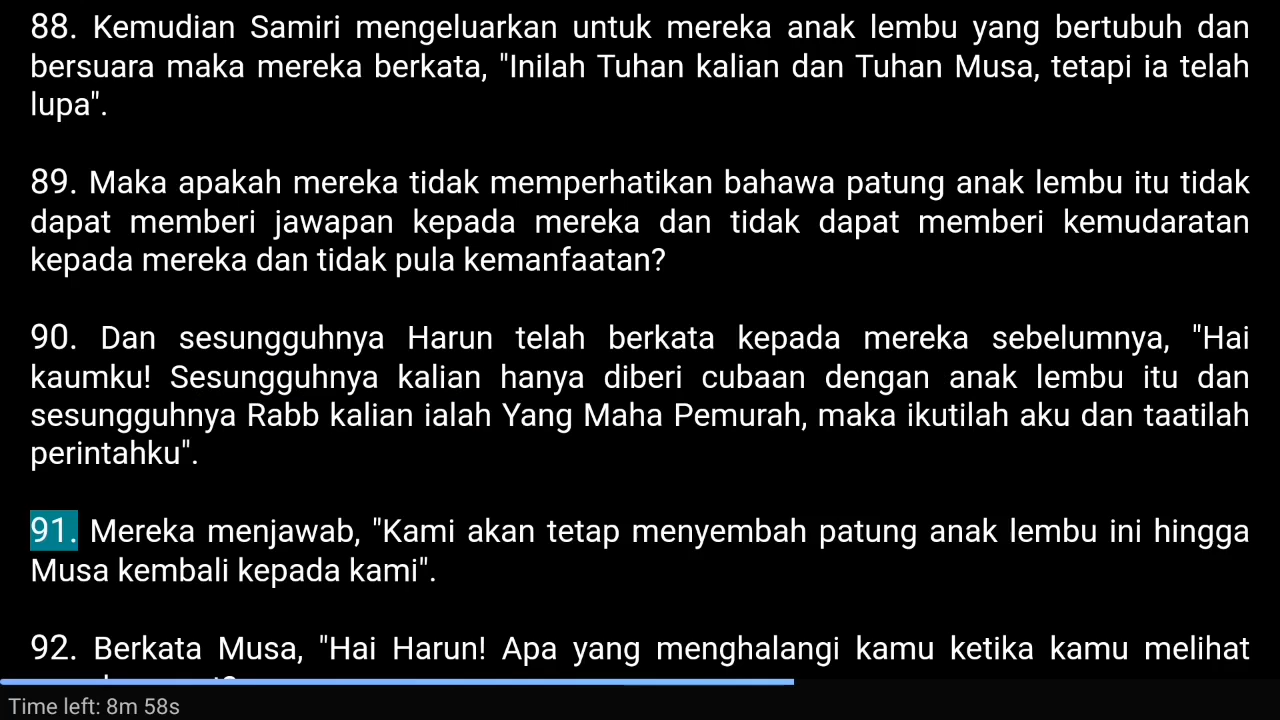 88. Kemudian Samiri mengeluarkan untuk mereka anak lembu yang bertubuh dan
bersuara maka mereka berkata, "Inilah Tuhan kalian dan Tuhan Musa, tetapi ia telah
lupa".
89. Maka apakah mereka tidak memperhatikan bahawa patung anak lembu itu tidak
dapat memberi jawapan kepada mereka dan tidak dapat memberi kemudaratan
kepada mereka dan tidak pula kemanfaatan?
90. Dan sesungguhnya Harun telah berkata kepada mereka sebelumnya, "Hai
kaumku! Sesungguhnya kalian hanya diberi cubaan dengan anak lembu itu dan
sesungguhnya Rabb kalian ialah Yang Maha Pemurah, maka ikutilah aku dan taatilah
perintahku".
91. Mereka menjawab, "Kami akan tetap menyembah patung anak lembu ini hingga
Musa kembali kepada kami".
92. Berkata Musa, "Hai Harun! Apa yang menghalangi kamu ketika kamu melihat
Time left: 8m 58s